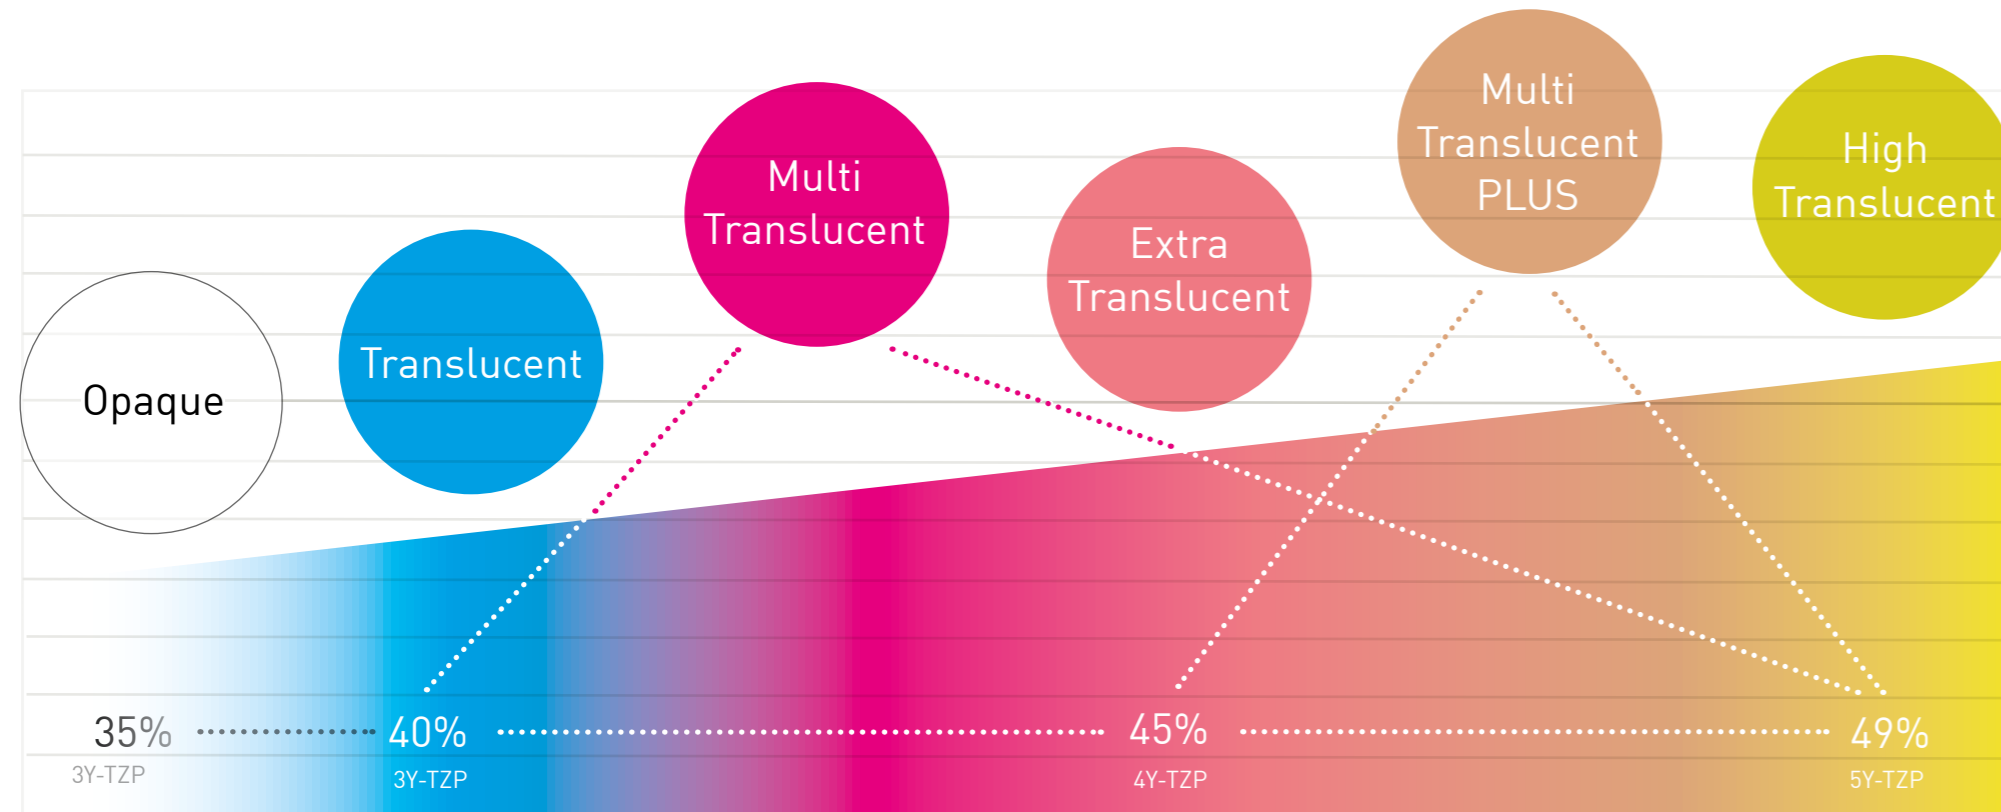 Opaque
Translucent
Multi
Translucent
Extra
Translucent
Multi
Translucent
PLUS
High
Translucent
35%
3Y-TZP
40%
3Y-TZP
45%
4Y-TZP
49%
5Y-TZP